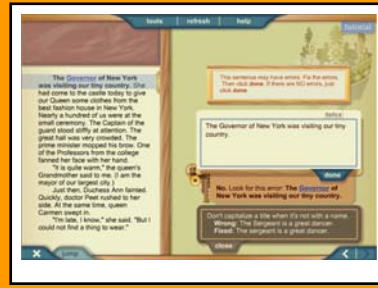 tools | refresh | help
tutorial
The Governor of New York
was visiting our tiny country. She
had come to the castle today to give
our Queen some clothes from the
best fashion house in New York.
Nearly a hundred of us were at the
small ceremony. The Captain of the
guard stood stiffly at attention. The
great hall was very crowded. The
prime minister mopped his brow. One
of the Professors from the college
fanned her face with her hand.
"It is quite warm," the queen's
Grandmother said to me. (I am the
mayor of our largest city.)
Just then, Duchess Ann fainted.
Quickly, doctor Peet rushed to her
side. At the same time, queen
Carmen swept in.
"I'm late, I know," she said. "But I
could not find a thing to wear."
This sentence may have errors. Fix the errors.
Then click done. If there are NO errors, just
click done.
The Governor of New York was visiting our tiny
country.
done
No. Look for this error: The Governor of
New York was visiting our tiny country.
Don't capitalize a title when it's not with a name.
Wrong: The Sergeant is a great dancer.
Fixed: The sergeant is a great dancer.
close
jump